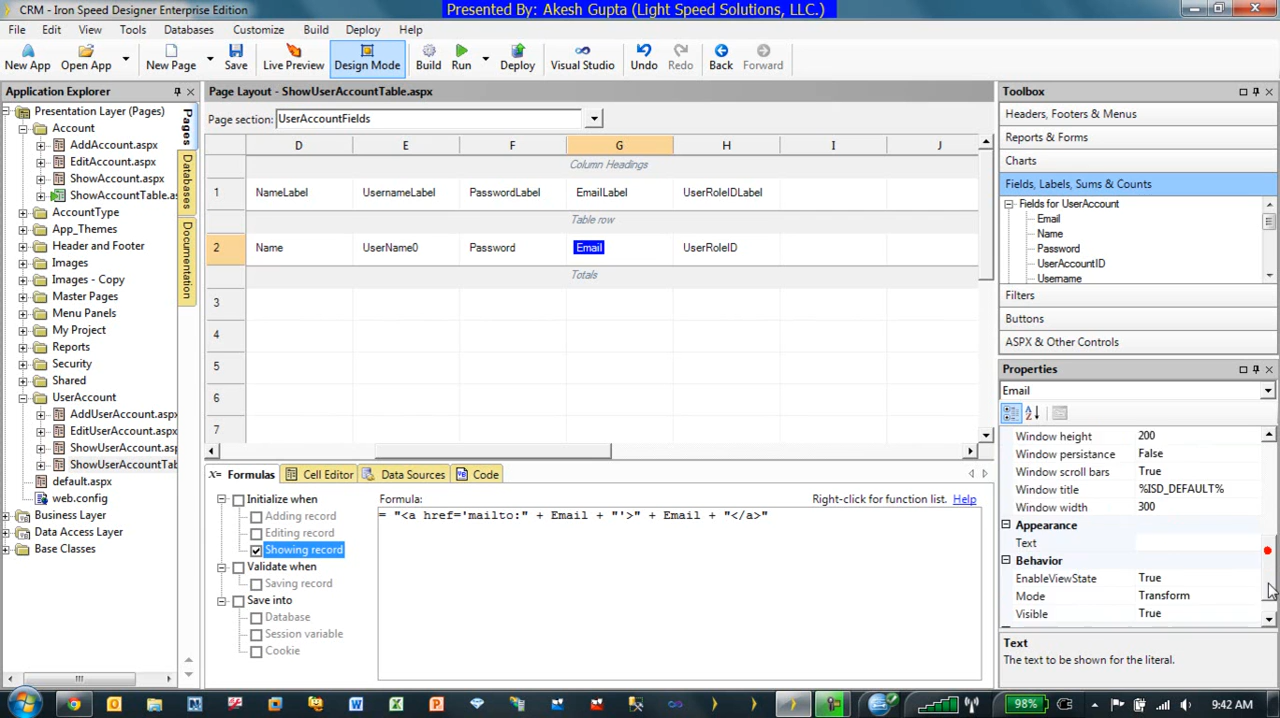 CRM - Iron Speed Designer Enterprise Edition
Presented By: Akesh Gupta (Light Speed Solutions, LLC.)
File Edit View Tools Databases Customize Build Deploy Help
New App Open App New Page Save Live Preview Design Mode Build Run Deploy Visual Studio Undo Redo Back Forward
Application Explorer
Presentation Layer (Pages)
Account
AddAccount.aspx
EditAccount.aspx
ShowAccount.aspx
ShowAccountTable.as
AccountType
App_Themes
Header and Footer
Images
Images - Copy
Master Pages
Menu Panels
My Project
Reports
Security
Shared
UserAccount
AddUserAccount.aspx
EditUserAccount.aspx
ShowUserAccount.asp
ShowUserAccountTab
default.aspx
web.config
Business Layer
Data Access Layer
Base Classes
Pages
Databases
Documentation
Page Layout - ShowUserAccountTable.aspx
Page section: UserAccountFields
D E F G H I J
Column Headings
1 NameLabel UsernameLabel PasswordLabel EmailLabel UserRoleIDLabel
Table row
2 Name UserName0 Password Email UserRoleID
Totals
3
4
5
6
7
Formulas Cell Editor Data Sources Code
Initialize when
Adding record
Editing record
Showing record
Validate when
Saving record
Save into
Database
Session variable
Cookie
Formula: Right-click for function list. Help
= "<a href='mailto:" + Email + "'>" + Email + "</a>"
Toolbox
Headers, Footers & Menus
Reports & Forms
Charts
Fields, Labels, Sums & Counts
Fields for UserAccount
Email
Name
Password
UserAccountID
Username
Filters
Buttons
ASPX & Other Controls
Properties
Email
Window height 200
Window persistance False
Window scroll bars True
Window title %ISD_DEFAULT%
Window width 300
Appearance
Text
Behavior
EnableViewState True
Mode Transform
Visible True
Text
The text to be shown for the literal.
98% 9:42 AM